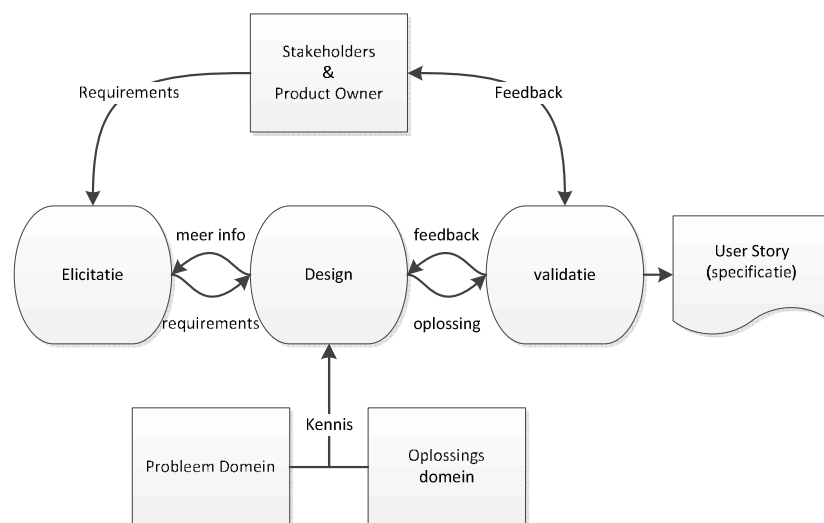 Stakeholders
&
Product Owner
Requirements
Feedback
Elicitatie
meer info
requirements
Design
feedback
oplossing
validatie
User Story
(specificatie)
Kennis
Probleem Domein
Oplossings
domein